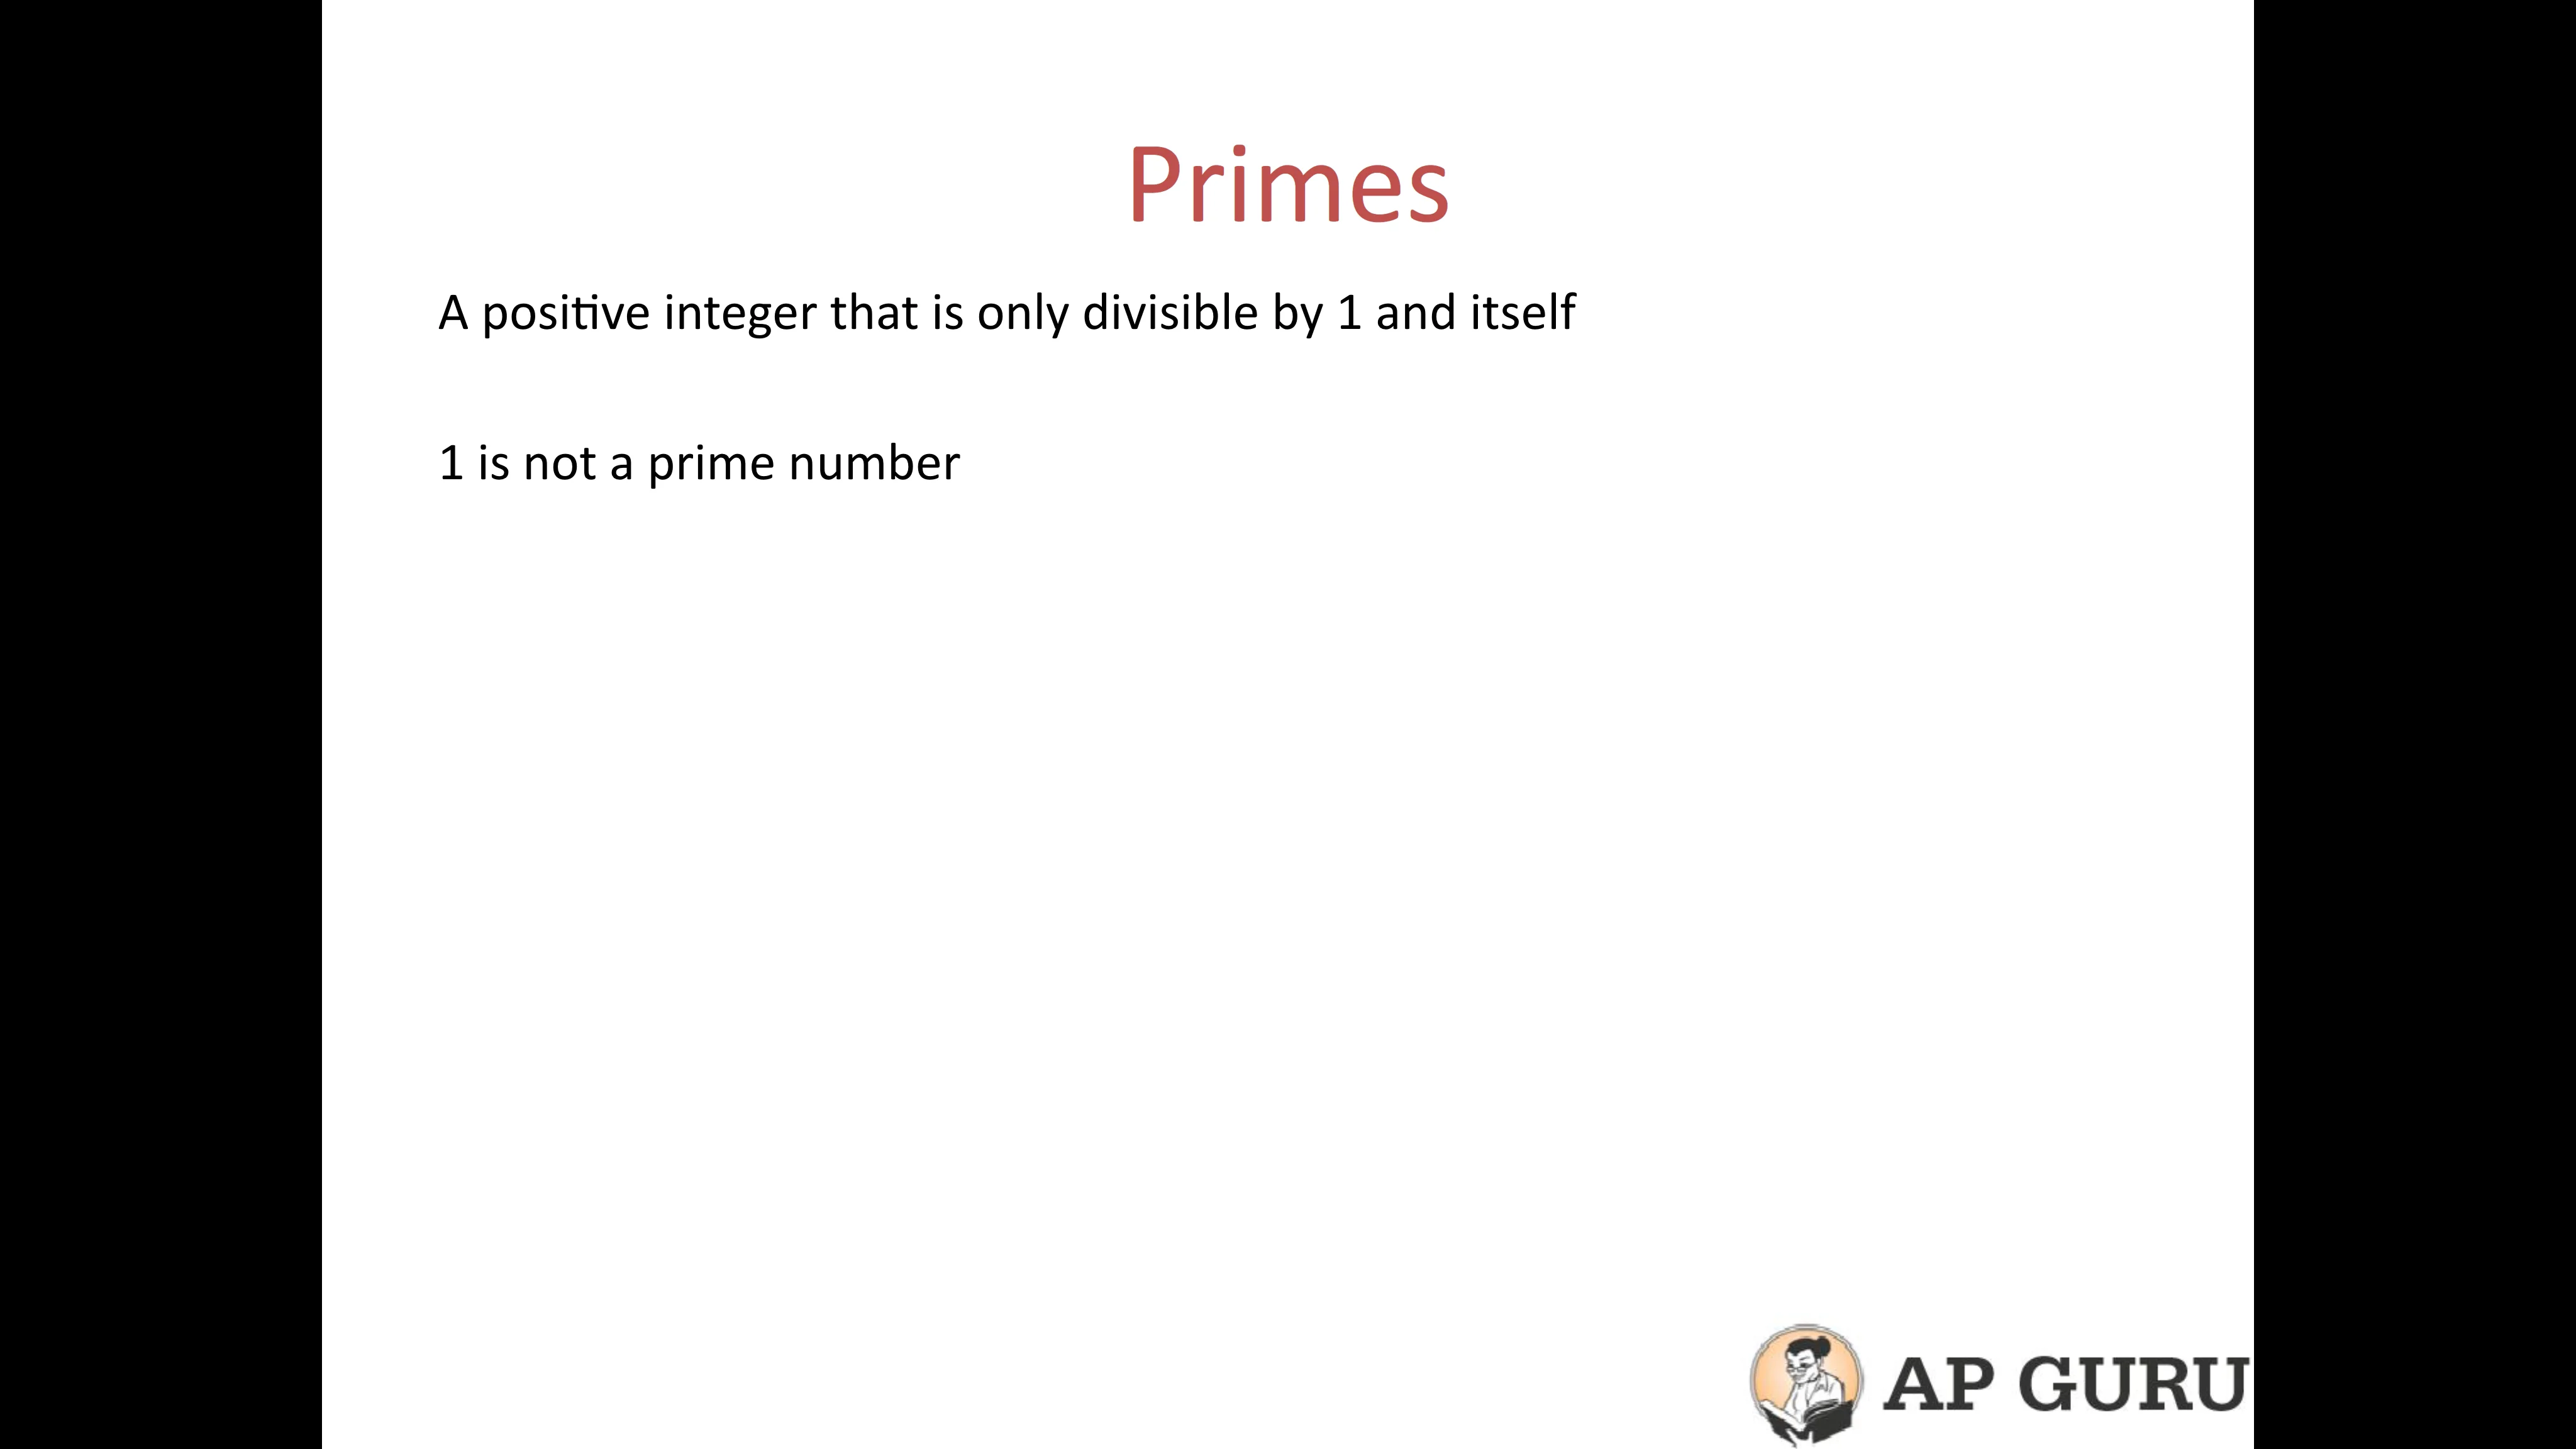 Primes
A positive integer that is only divisible by 1 and itself
1 is not a prime number
AP GURU